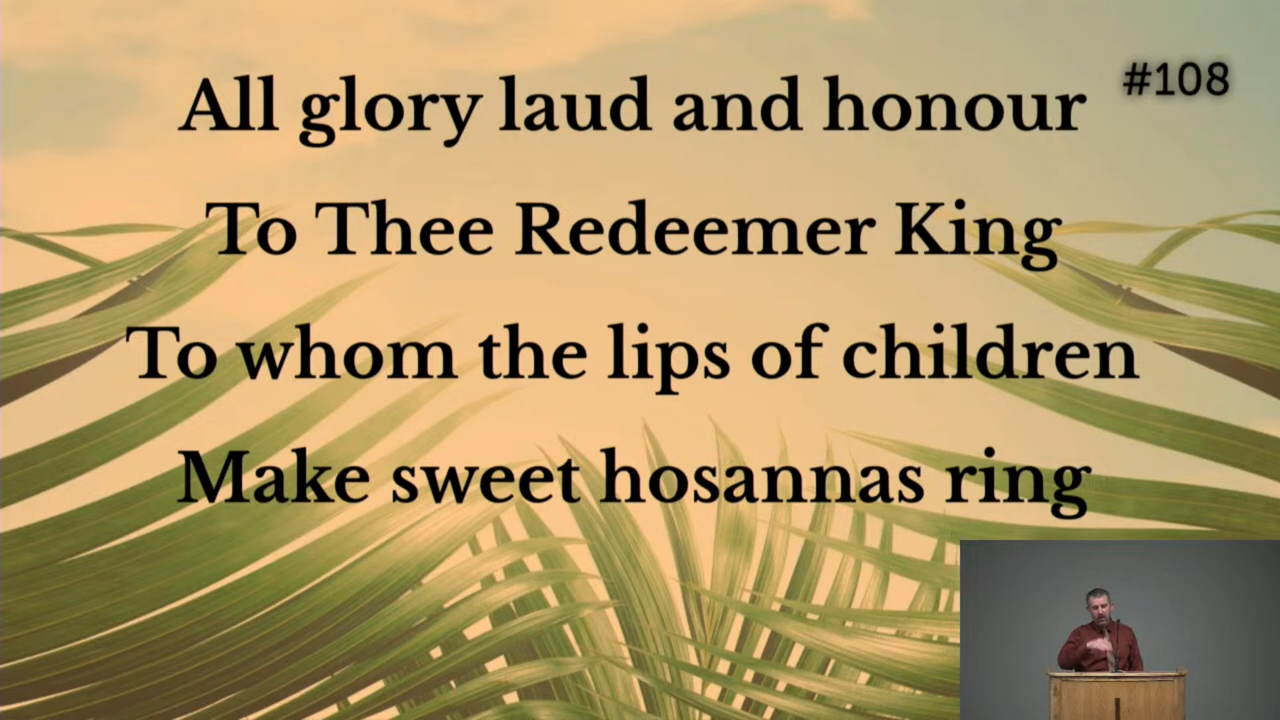 #108
All glory laud and honour
To Thee Redeemer King
To whom the lips of children
Make sweet hosannas ring